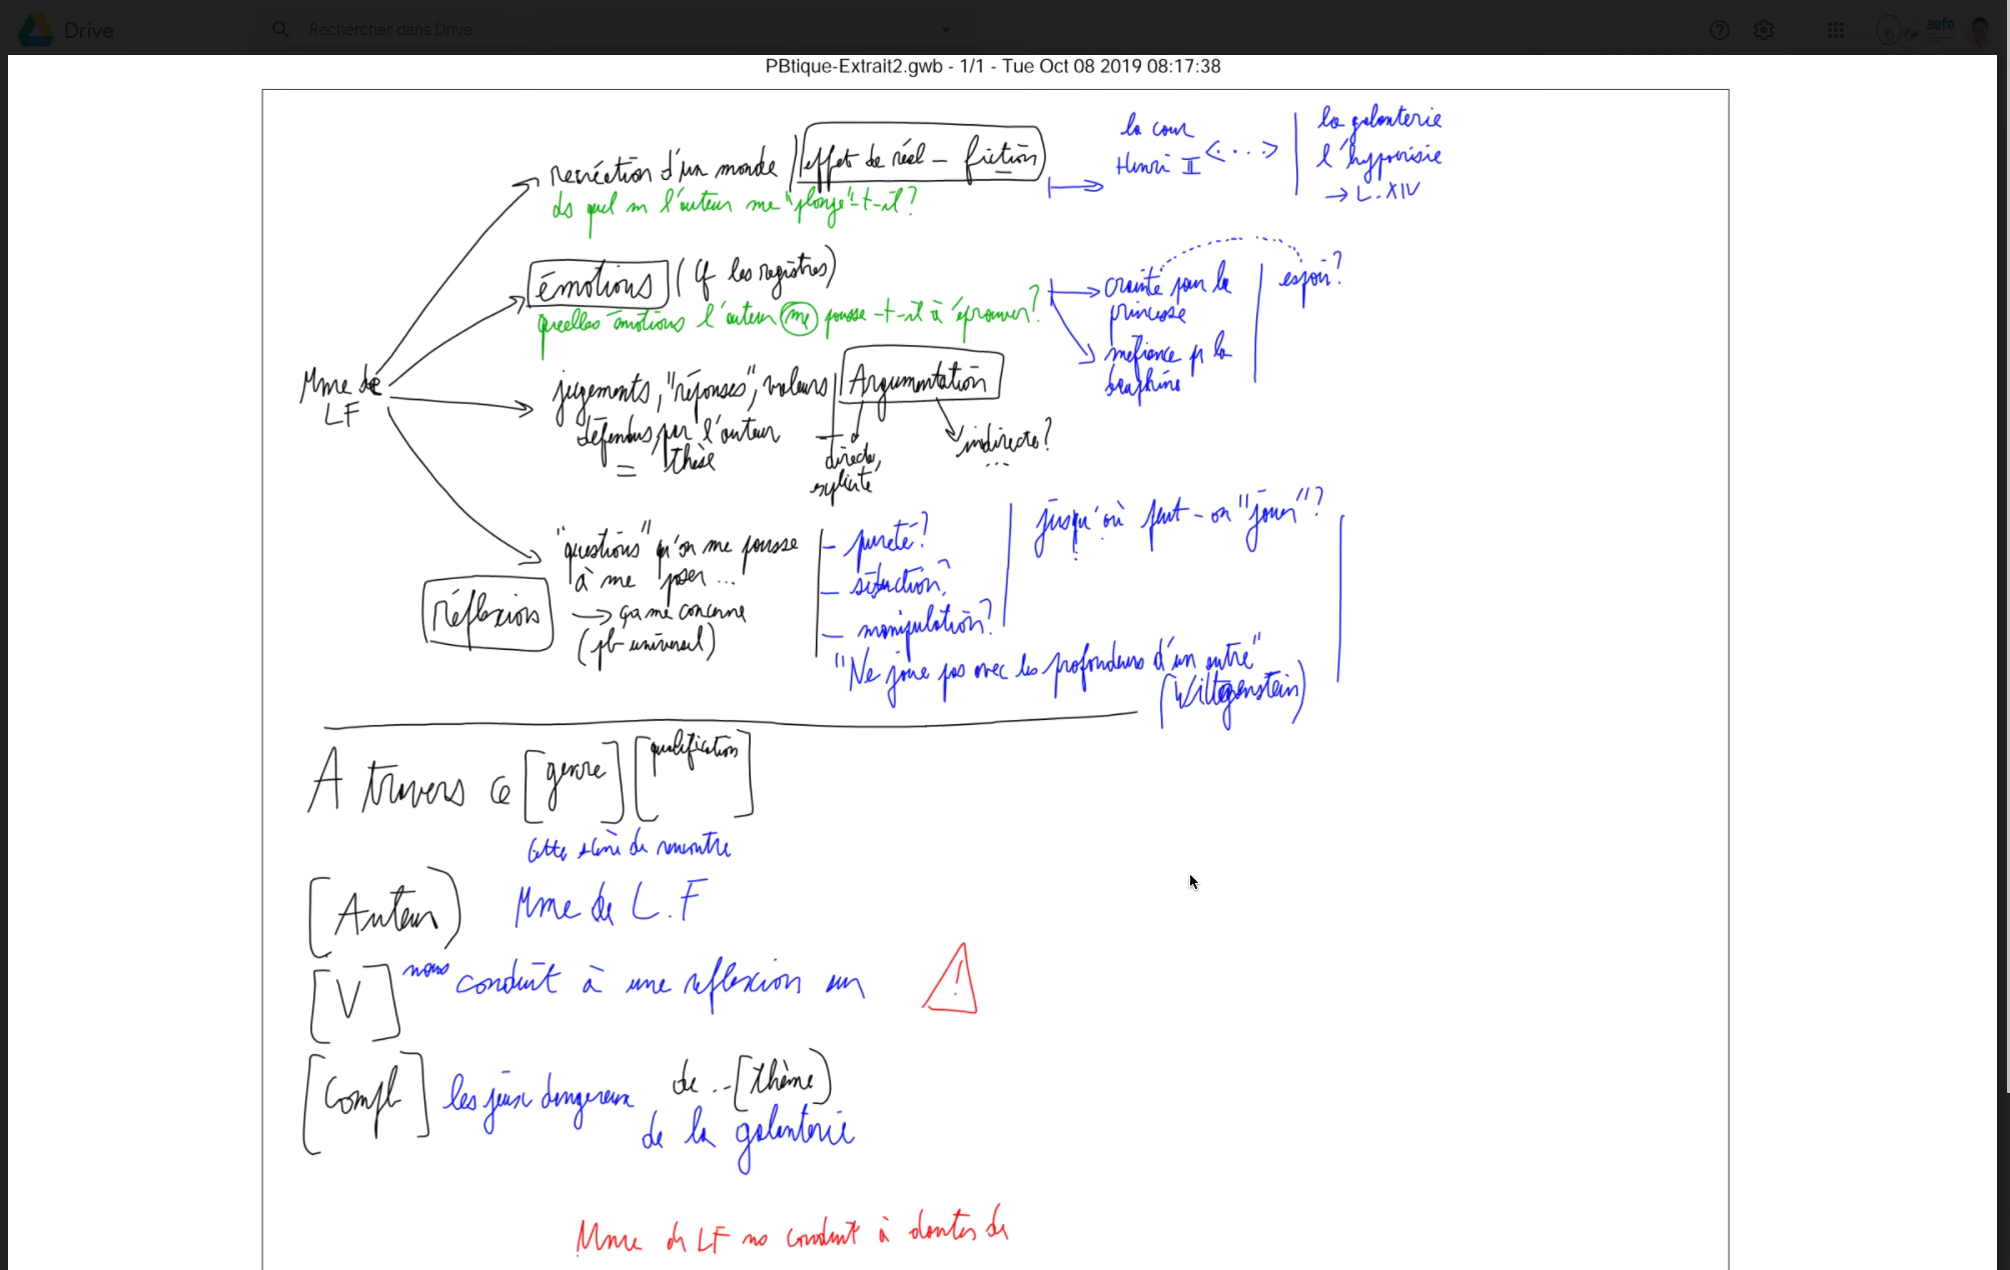 Drive
Rechercher dans Drive
aefe
PBtique-Extrait2.gwb - 1/1 - Tue Oct 08 2019 08:17:38
recréation d'un monde
effet de réel - fiction
ds quel m l'auteur me "plonge"-t-il?
la cour
Henri II
<...>
la galanterie
l'hypocrisie
→ L.XIV
émotions
(cf les registres)
quelles émotions l'auteur me pousse-t-il à éprouver?
crainte pour la
princesse
espoir?
méfiance pr la
dauphine
Mme de
LF
jugements, "réponses", valeurs
défendus par l'auteur
= thèse
Argumentation
directe,
explicite
indirecte?
...
réflexion
"questions" qu'on me pousse
à me poser...
→ ça me concerne
(pb universel)
- pureté?
- séduction?
- manipulation?
jusqu'où peut-on "jouer"?
"Ne joue pas avec les profondeurs d'un autre"
(Wittgenstein)
A travers ce [genre] [qualification]
Cette scène de rencontre
[Auteur] Mme de L.F
[V] nous conduit à une réflexion sur
!
[Compl] les jeux dangereux de ... [thème]
de la galanterie
Mme de LF ns conduit à douter de